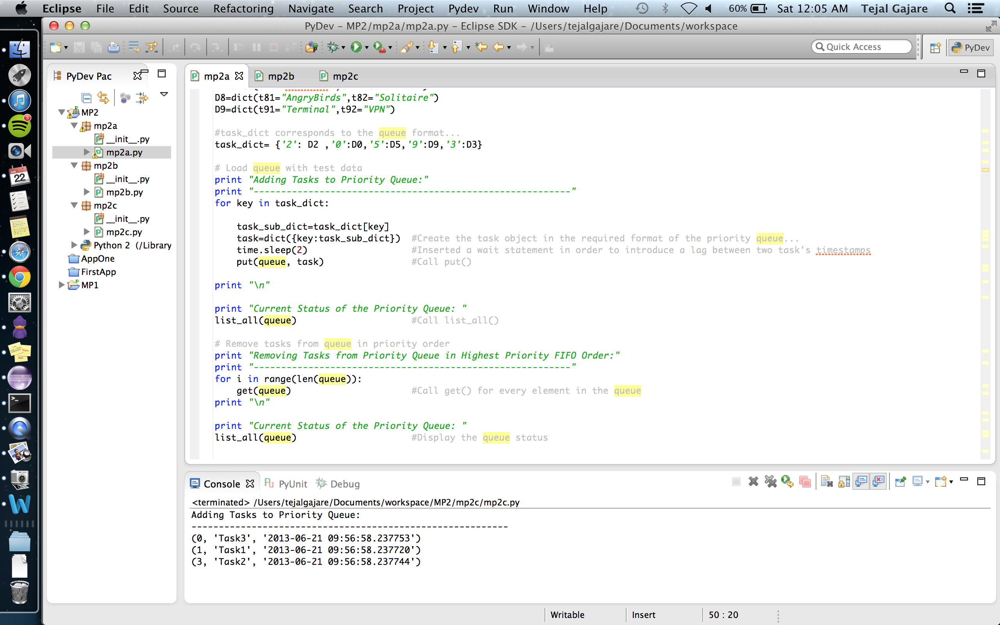 Eclipse File Edit Source Refactoring Navigate Search Project Pydev Run Window Help 60% Sat 12:05 AM Tejal Gajare
PyDev – MP2/mp2a/mp2a.py – Eclipse SDK – /Users/tejalgajare/Documents/workspace
Quick Access
PyDev
PyDev Pac
MP2
mp2a
__init__.py
mp2a.py
mp2b
__init__.py
mp2b.py
mp2c
__init__.py
mp2c.py
Python 2 (/Library
AppOne
FirstApp
MP1
3
JUN
22
mp2a mp2b mp2c
D8=dict(t81="AngryBirds",t82="Solitaire")
D9=dict(t91="Terminal",t92="VPN")
#task_dict corresponds to the queue format...
task_dict= {'2': D2 ,'0':D0,'5':D5,'9':D9,'3':D3}
# Load queue with test data
print "Adding Tasks to Priority Queue:"
print "----------------------------------------------------------"
for key in task_dict:
task_sub_dict=task_dict[key]
task=dict({key:task_sub_dict}) #Create the task object in the required format of the priority queue...
time.sleep(2) #Inserted a wait statement in order to introduce a lag between two task's timestamps
put(queue, task) #Call put()
print "\n"
print "Current Status of the Priority Queue: "
list_all(queue) #Call list_all()
# Remove tasks from queue in priority order
print "Removing Tasks from Priority Queue in Highest Priority FIFO Order:"
print "----------------------------------------------------------"
for i in range(len(queue)):
get(queue) #Call get() for every element in the queue
print "\n"
print "Current Status of the Priority Queue: "
list_all(queue) #Display the queue status
Console PyUnit Debug
<terminated> /Users/tejalgajare/Documents/workspace/MP2/mp2c/mp2c.py
Adding Tasks to Priority Queue:
----------------------------------------------------------
(0, 'Task3', '2013-06-21 09:56:58.237753')
(1, 'Task1', '2013-06-21 09:56:58.237720')
(3, 'Task2', '2013-06-21 09:56:58.237744')
Writable Insert 50 : 20